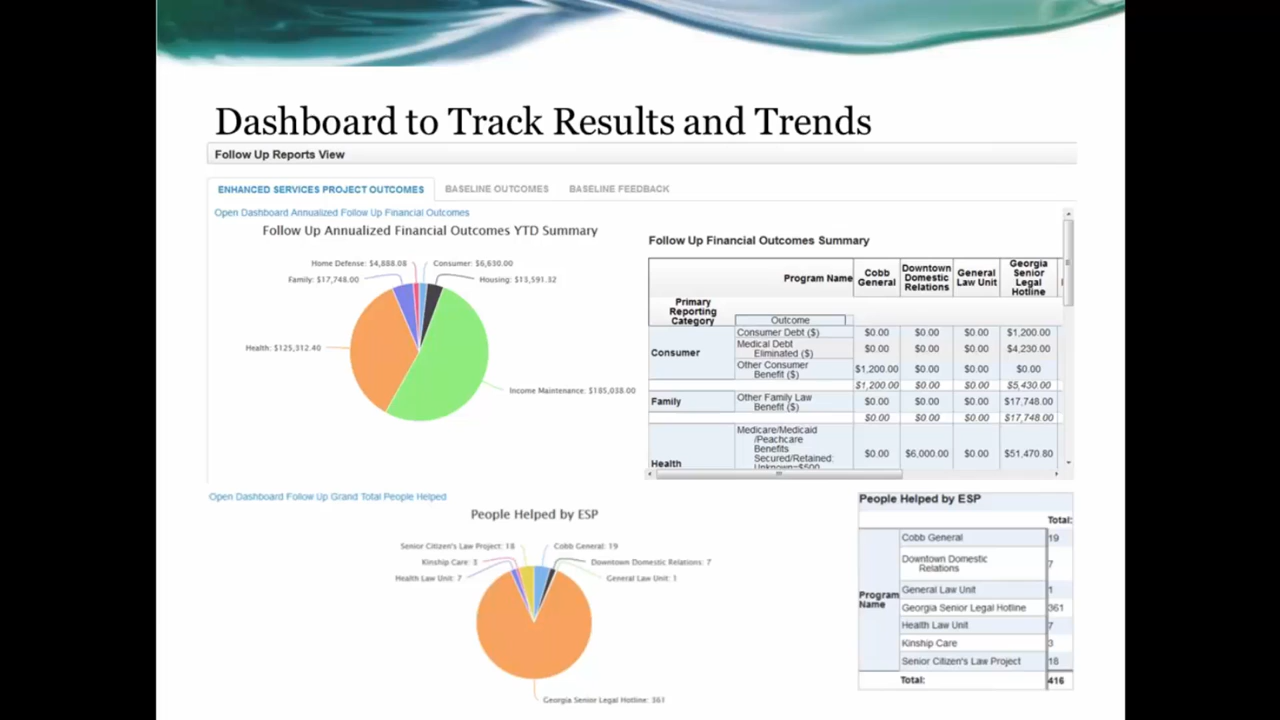 Dashboard to Track Results and Trends
Follow Up Reports View
ENHANCED SERVICES PROJECT OUTCOMES BASELINE OUTCOMES BASELINE FEEDBACK
Open Dashboard Annualized Follow Up Financial Outcomes
Follow Up Annualized Financial Outcomes YTD Summary
Home Defense: $4,888.08 Consumer: $6,630.00
Family: $17,748.00 Housing: $13,591.32
Health: $125,312.40
Income Maintenance: $185,038.00
Follow Up Financial Outcomes Summary
Program Name
Cobb General
Downtown Domestic Relations
General Law Unit
Georgia Senior Legal Hotline
Primary Reporting Category
Outcome
Consumer
Consumer Debt ($) $0.00 $0.00 $0.00 $1,200.00
Medical Debt Eliminated ($) $0.00 $0.00 $0.00 $4,230.00
Other Consumer Benefit ($) $1,200.00 $0.00 $0.00 $0.00
$1,200.00 $0.00 $0.00 $5,430.00
Family Other Family Law Benefit ($) $0.00 $0.00 $0.00 $17,748.00
$0.00 $0.00 $0.00 $17,748.00
Health
Medicare/Medicaid
/Peachcare
Benefits
Secured/Retained: $0.00 $6,000.00 $0.00 $51,470.80
Unknown=$500
Open Dashboard Follow Up Grand Total People Helped
People Helped by ESP
Senior Citizen's Law Project: 18 Cobb General: 19
Kinship Care: 3 Downtown Domestic Relations: 7
Health Law Unit: 7 General Law Unit: 1
Georgia Senior Legal Hotline: 361
People Helped by ESP
Total:
Program Name
Cobb General 19
Downtown Domestic Relations 7
General Law Unit 1
Georgia Senior Legal Hotline 361
Health Law Unit 7
Kinship Care 3
Senior Citizen's Law Project 18
Total: 416